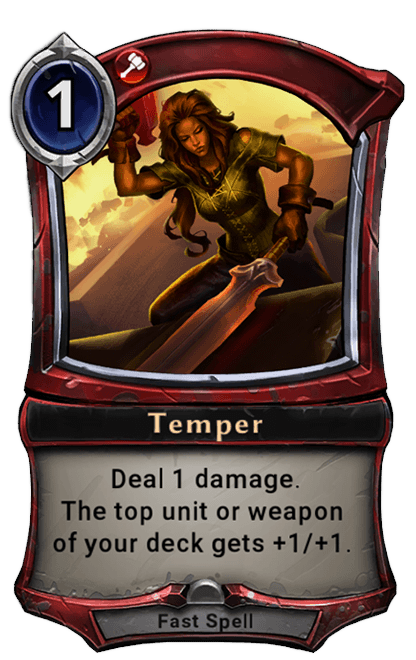 1
Temper
Deal 1 damage.
The top unit or weapon
of your deck gets +1/+1.
Fast Spell